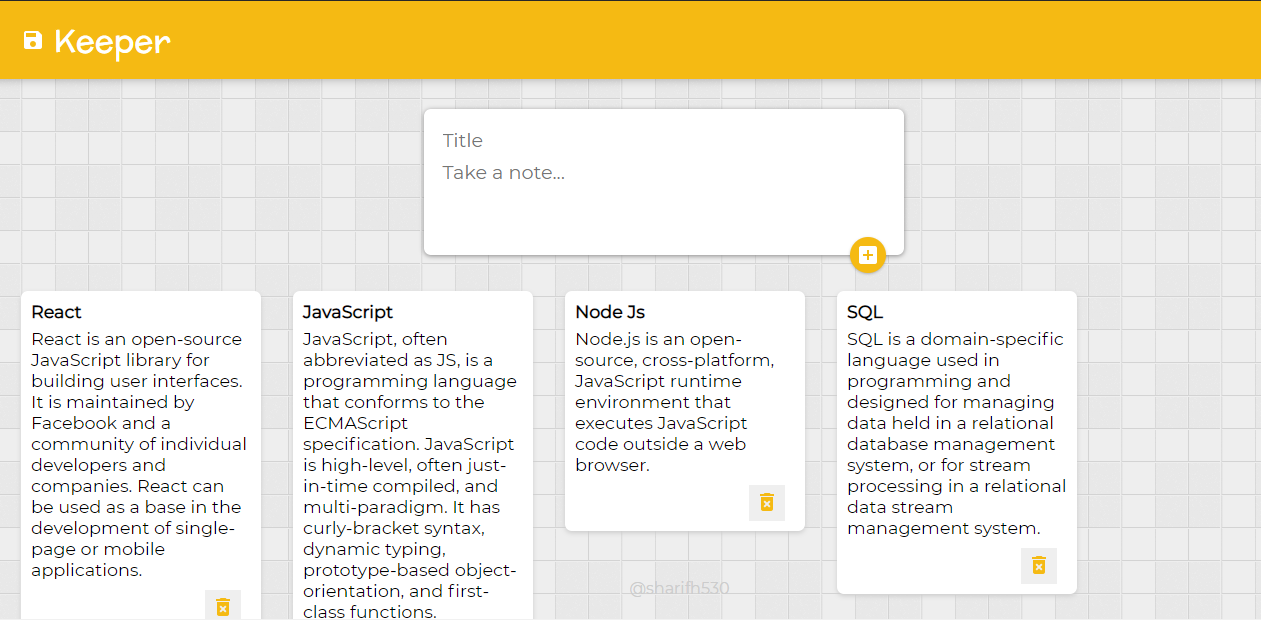 Keeper
Title
Take a note...
React
React is an open-source
JavaScript library for
building user interfaces.
It is maintained by
Facebook and a
community of individual
developers and
companies. React can
be used as a base in the
development of single-
page or mobile
applications.
JavaScript
JavaScript, often
abbreviated as JS, is a
programming language
that conforms to the
ECMAScript
specification. JavaScript
is high-level, often just-
in-time compiled, and
multi-paradigm. It has
curly-bracket syntax,
dynamic typing,
prototype-based object-
orientation, and first-
class functions.
Node Js
Node.js is an open-
source, cross-platform,
JavaScript runtime
environment that
executes JavaScript
code outside a web
browser.
SQL
SQL is a domain-specific
language used in
programming and
designed for managing
data held in a relational
database management
system, or for stream
processing in a relational
data stream
management system.
@sharifh530